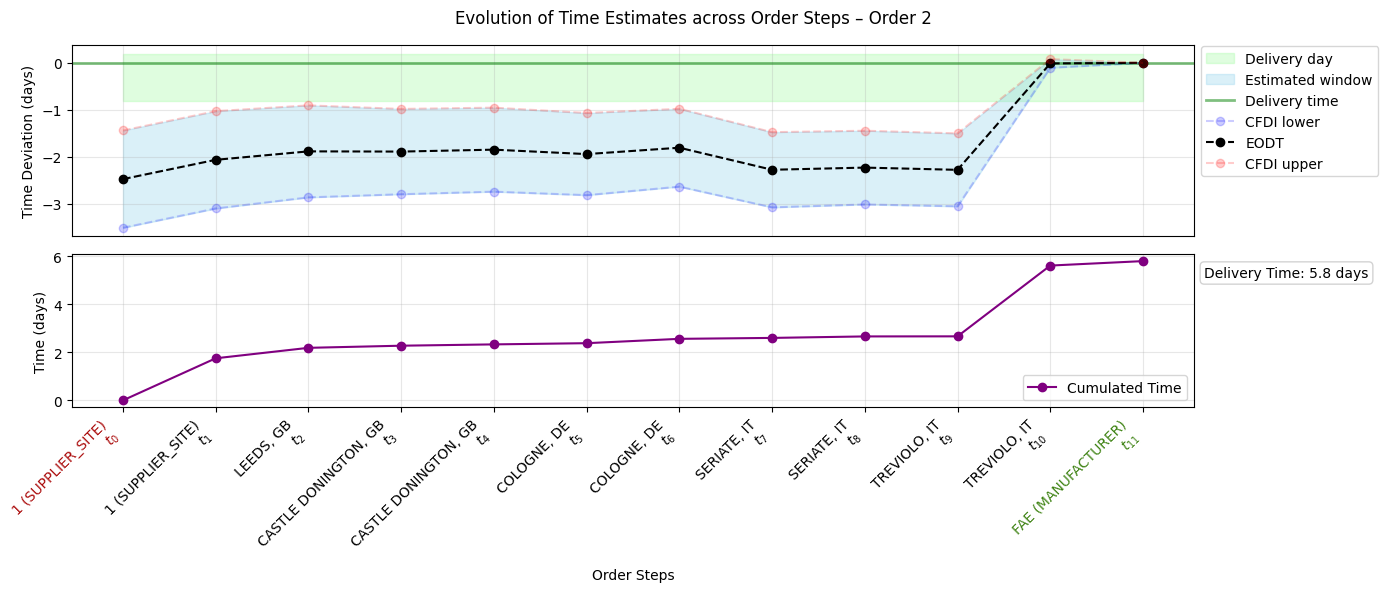 Evolution of Time Estimates across Order Steps – Order 2
Time Deviation (days)
0
−1
−2
−3
Delivery day
Estimated window
Delivery time
CFDI lower
EODT
CFDI upper
Time (days)
6
4
2
0
Delivery Time: 5.8 days
Cumulated Time
1 (SUPPLIER_SITE)
t0
1 (SUPPLIER_SITE)
t1
LEEDS, GB
t2
CASTLE DONINGTON, GB
t3
CASTLE DONINGTON, GB
t4
COLOGNE, DE
t5
COLOGNE, DE
t6
SERIATE, IT
t7
SERIATE, IT
t8
TREVIOLO, IT
t9
TREVIOLO, IT
t10
FAE (MANUFACTURER)
t11
Order Steps